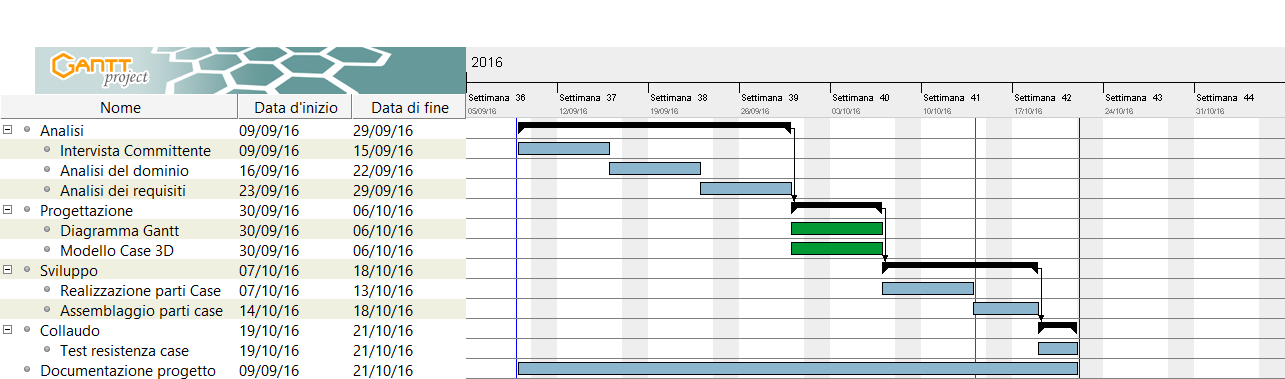 GANTT
project
2016
Nome Data d'inizio Data di fine
Settimana 36 Settimana 37 Settimana 38 Settimana 39 Settimana 40 Settimana 41 Settimana 42 Settimana 43 Settimana 44
05/09/16 12/09/16 19/09/16 26/09/16 03/10/16 10/10/16 17/10/16 24/10/16 31/10/16
Analisi 09/09/16 29/09/16
Intervista Committente 09/09/16 15/09/16
Analisi del dominio 16/09/16 22/09/16
Analisi dei requisiti 23/09/16 29/09/16
Progettazione 30/09/16 06/10/16
Diagramma Gantt 30/09/16 06/10/16
Modello Case 3D 30/09/16 06/10/16
Sviluppo 07/10/16 18/10/16
Realizzazione parti Case 07/10/16 13/10/16
Assemblaggio parti case 14/10/16 18/10/16
Collaudo 19/10/16 21/10/16
Test resistenza case 19/10/16 21/10/16
Documentazione progetto 09/09/16 21/10/16